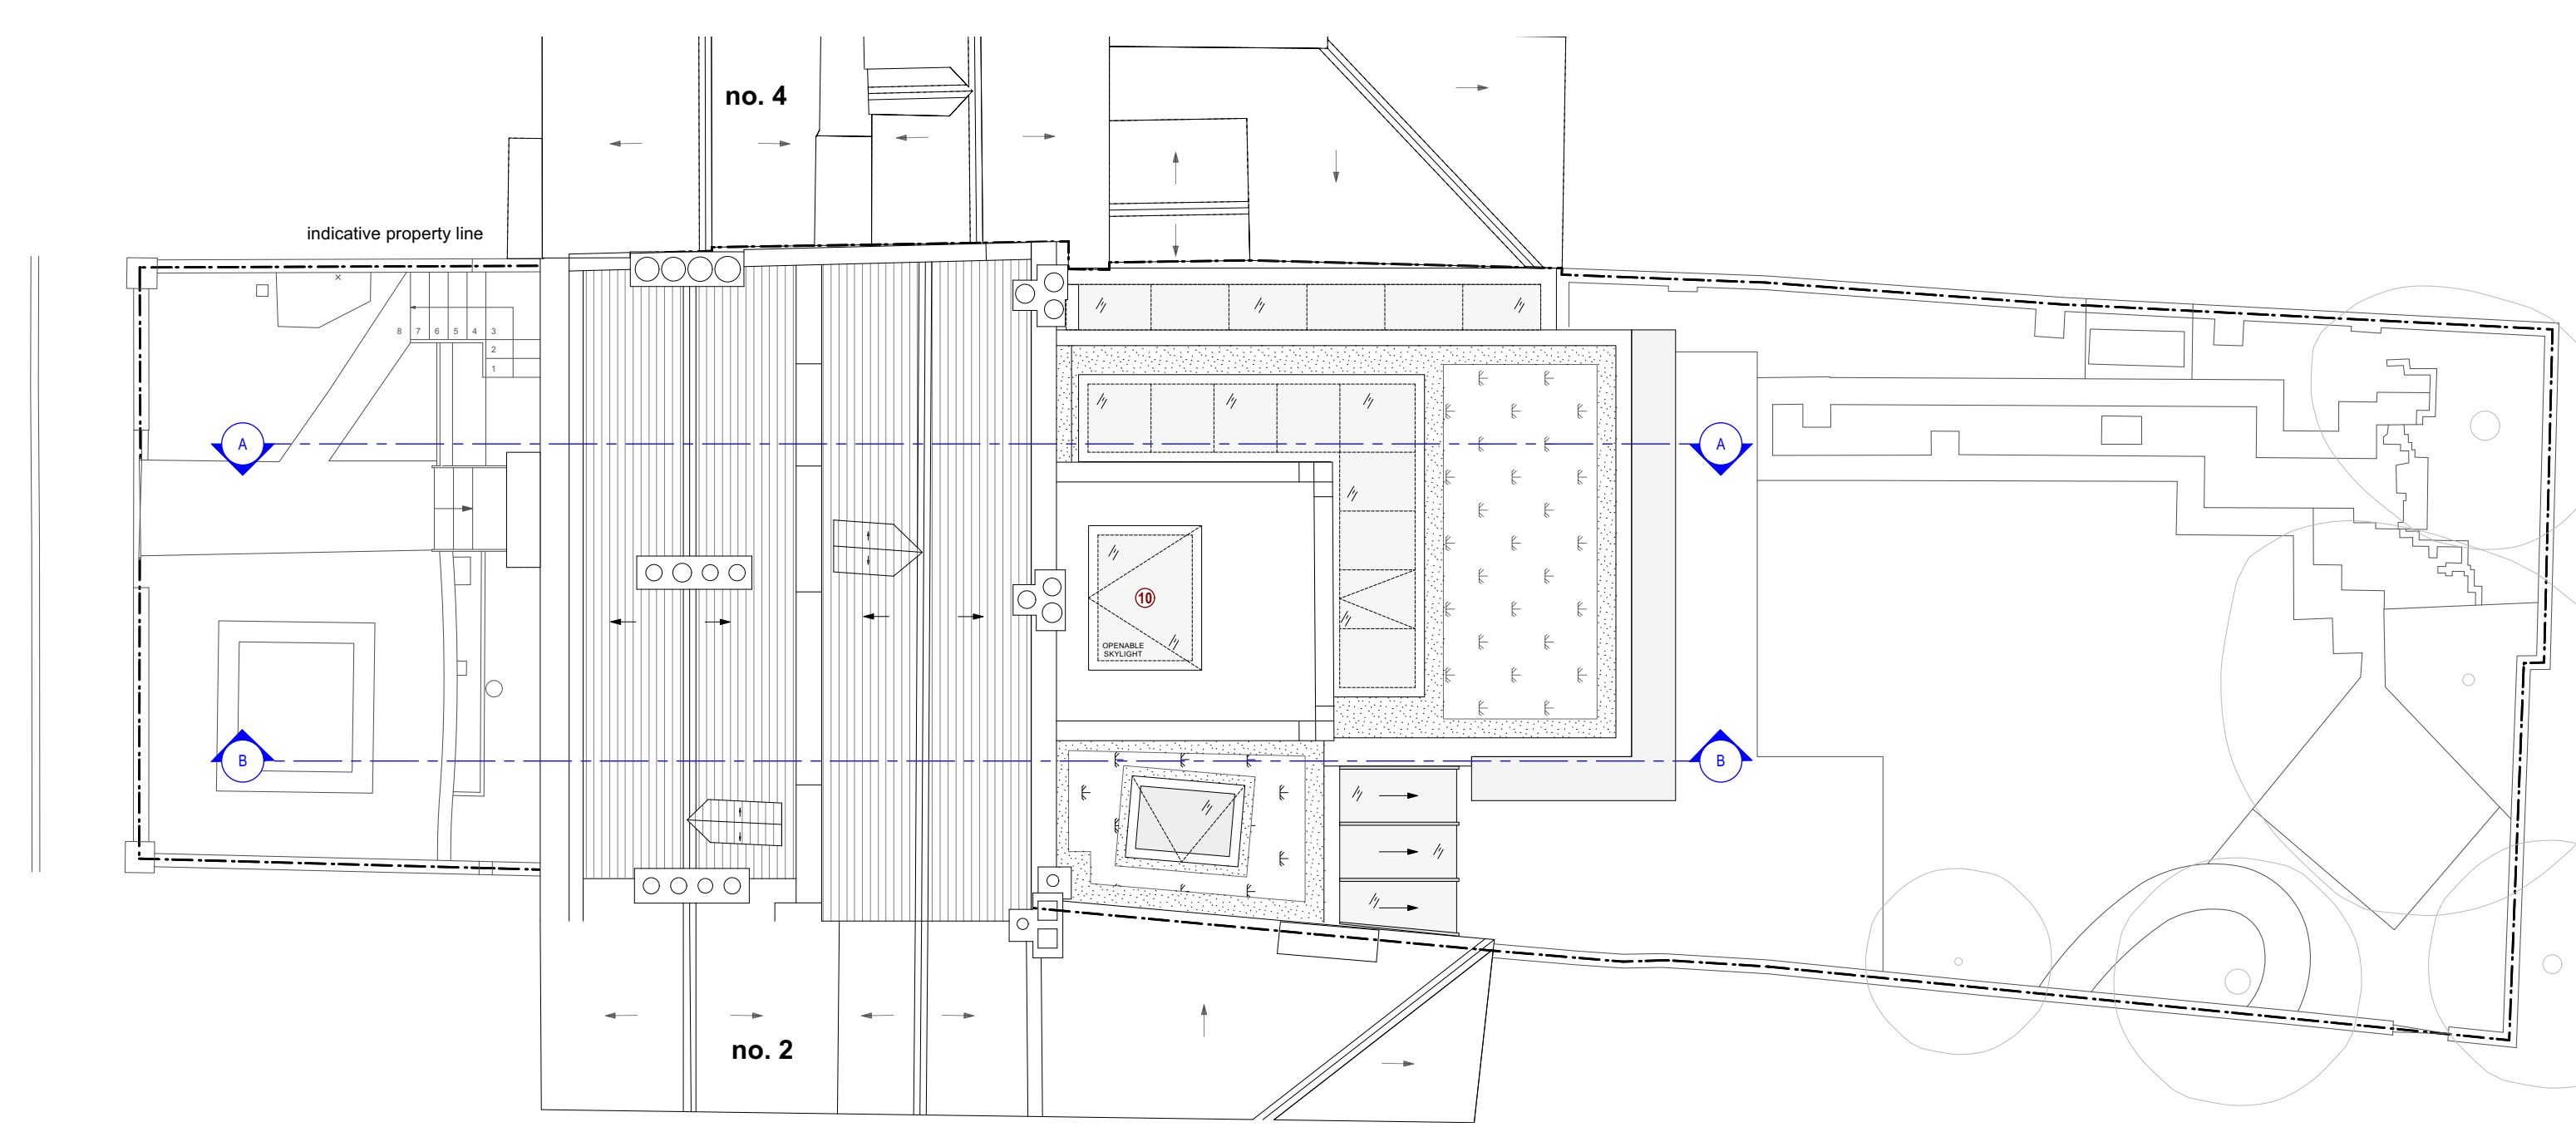 no. 4
indicative property line
8 7 6 5 4 3
2
1
A A
10
OPENABLE
SKYLIGHT
B B
no. 2